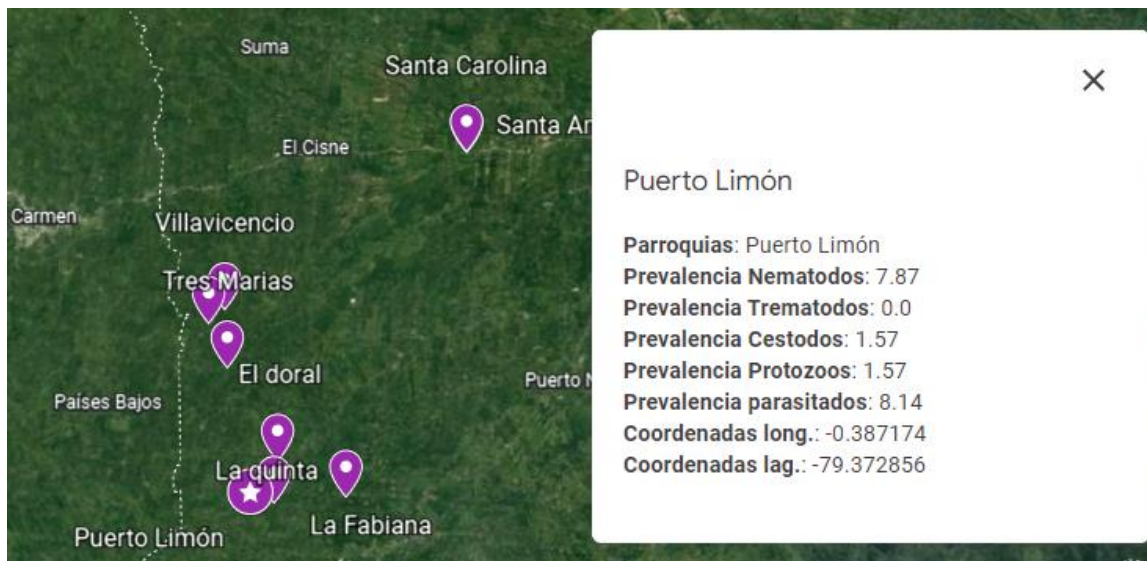 Suma
Santa Carolina
Santa
El Cisne
Carmen
Villavicencio
Tres Marias
El doral
Países Bajos
Puerto
La quinta
La Fabiana
Puerto Limón
Puerto Limón
Parroquias: Puerto Limón
Prevalencia Nematodos: 7.87
Prevalencia Trematodos: 0.0
Prevalencia Cestodos: 1.57
Prevalencia Protozoos: 1.57
Prevalencia parasitados: 8.14
Coordenadas long.: -0.387174
Coordenadas lag.: -79.372856